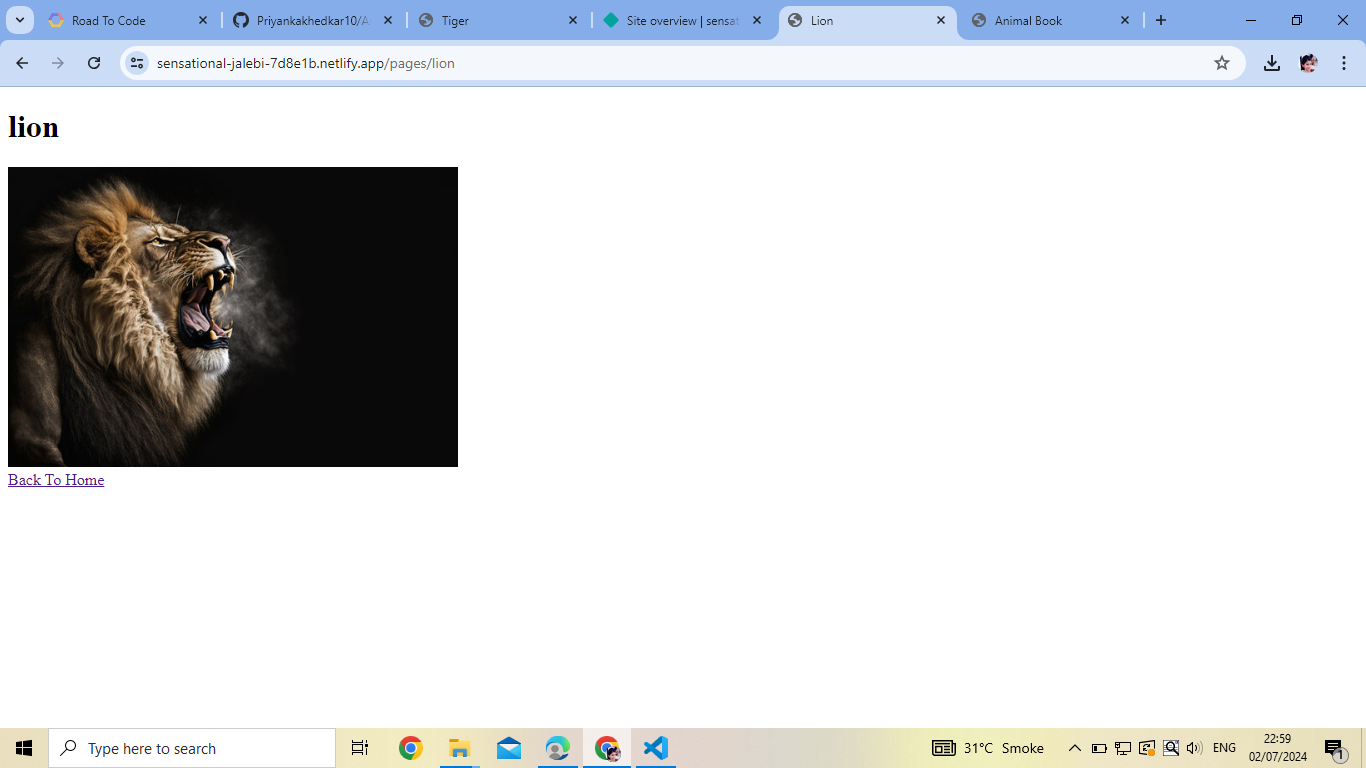 Road To Code
Priyankakhedkar10/A
Tiger
Site overview | sensat
Lion
Animal Book
sensational-jalebi-7d8e1b.netlify.app/pages/lion
lion
Back To Home
Type here to search
31°C Smoke
ENG
22:59
02/07/2024
1